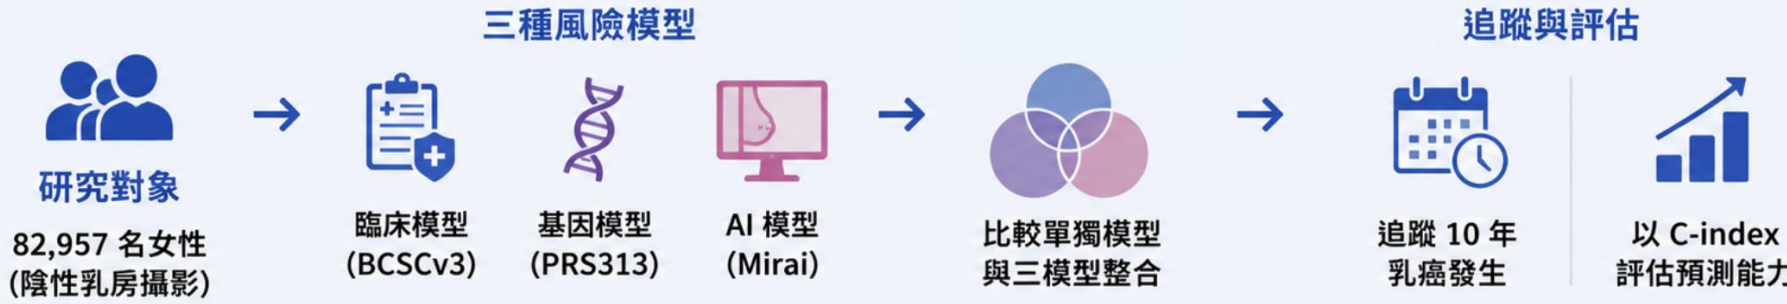 三種風險模型
追蹤與評估
研究對象
82,957 名女性
(陰性乳房攝影)
臨床模型
(BCSCv3)
基因模型
(PRS313)
AI 模型
(Mirai)
比較單獨模型
與三模型整合
追蹤 10 年
乳癌發生
以 C-index
評估預測能力